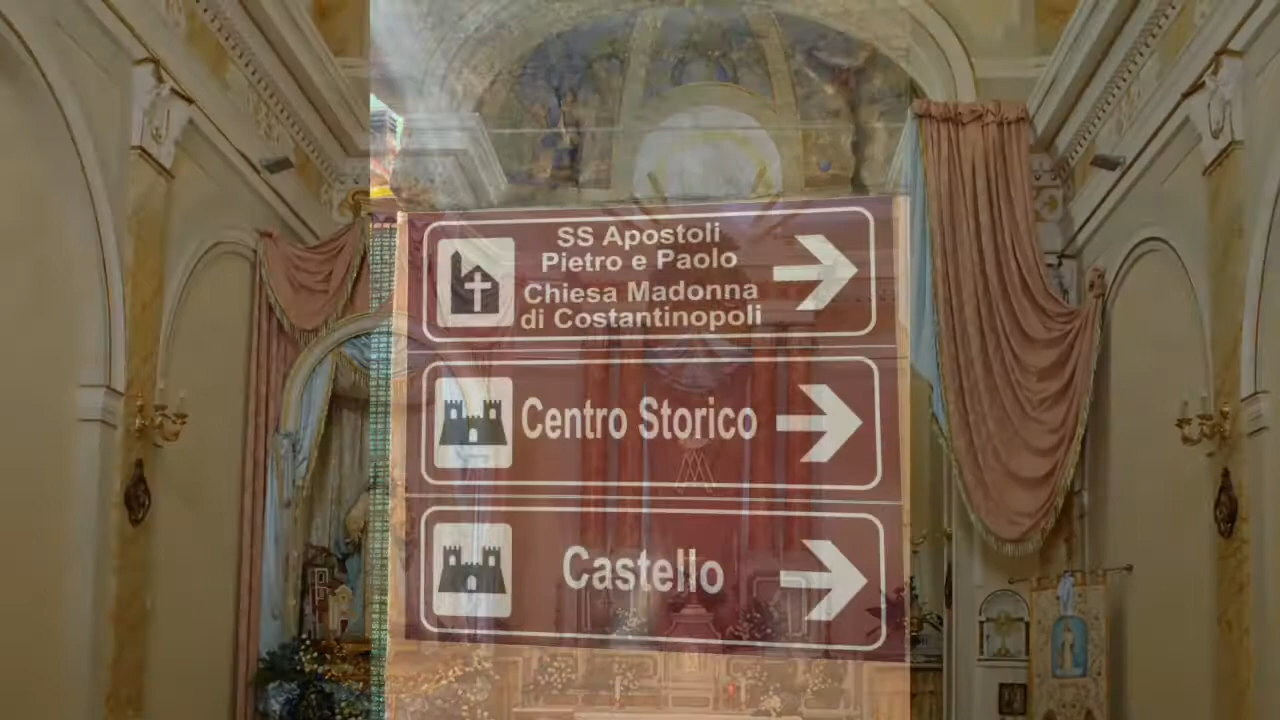 SS Apostoli
Pietro e Paolo
Chiesa Madonna
di Costantinopoli
Centro Storico
Castello